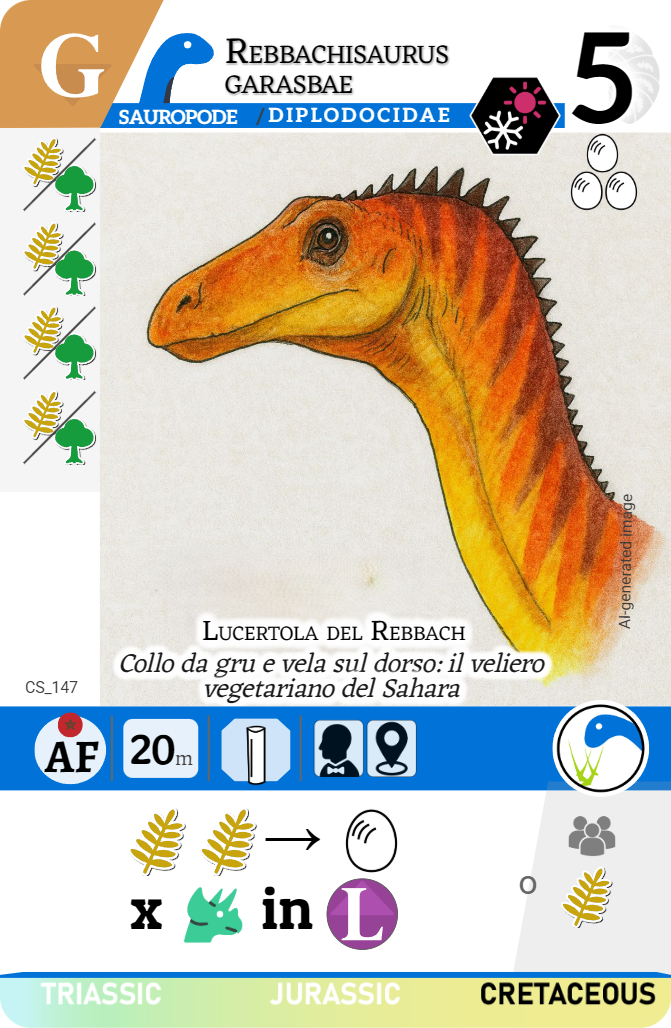 G
REBBACHISAURUS
GARASBAE
5
SAUROPODE / DIPLODOCIDAE
AI-generated image
LUCERTOLA DEL REBBACH
Collo da gru e vela sul dorso: il veliero
vegetariano del Sahara
CS_147
AF
20m
x in L
o
TRIASSIC JURASSIC CRETACEOUS